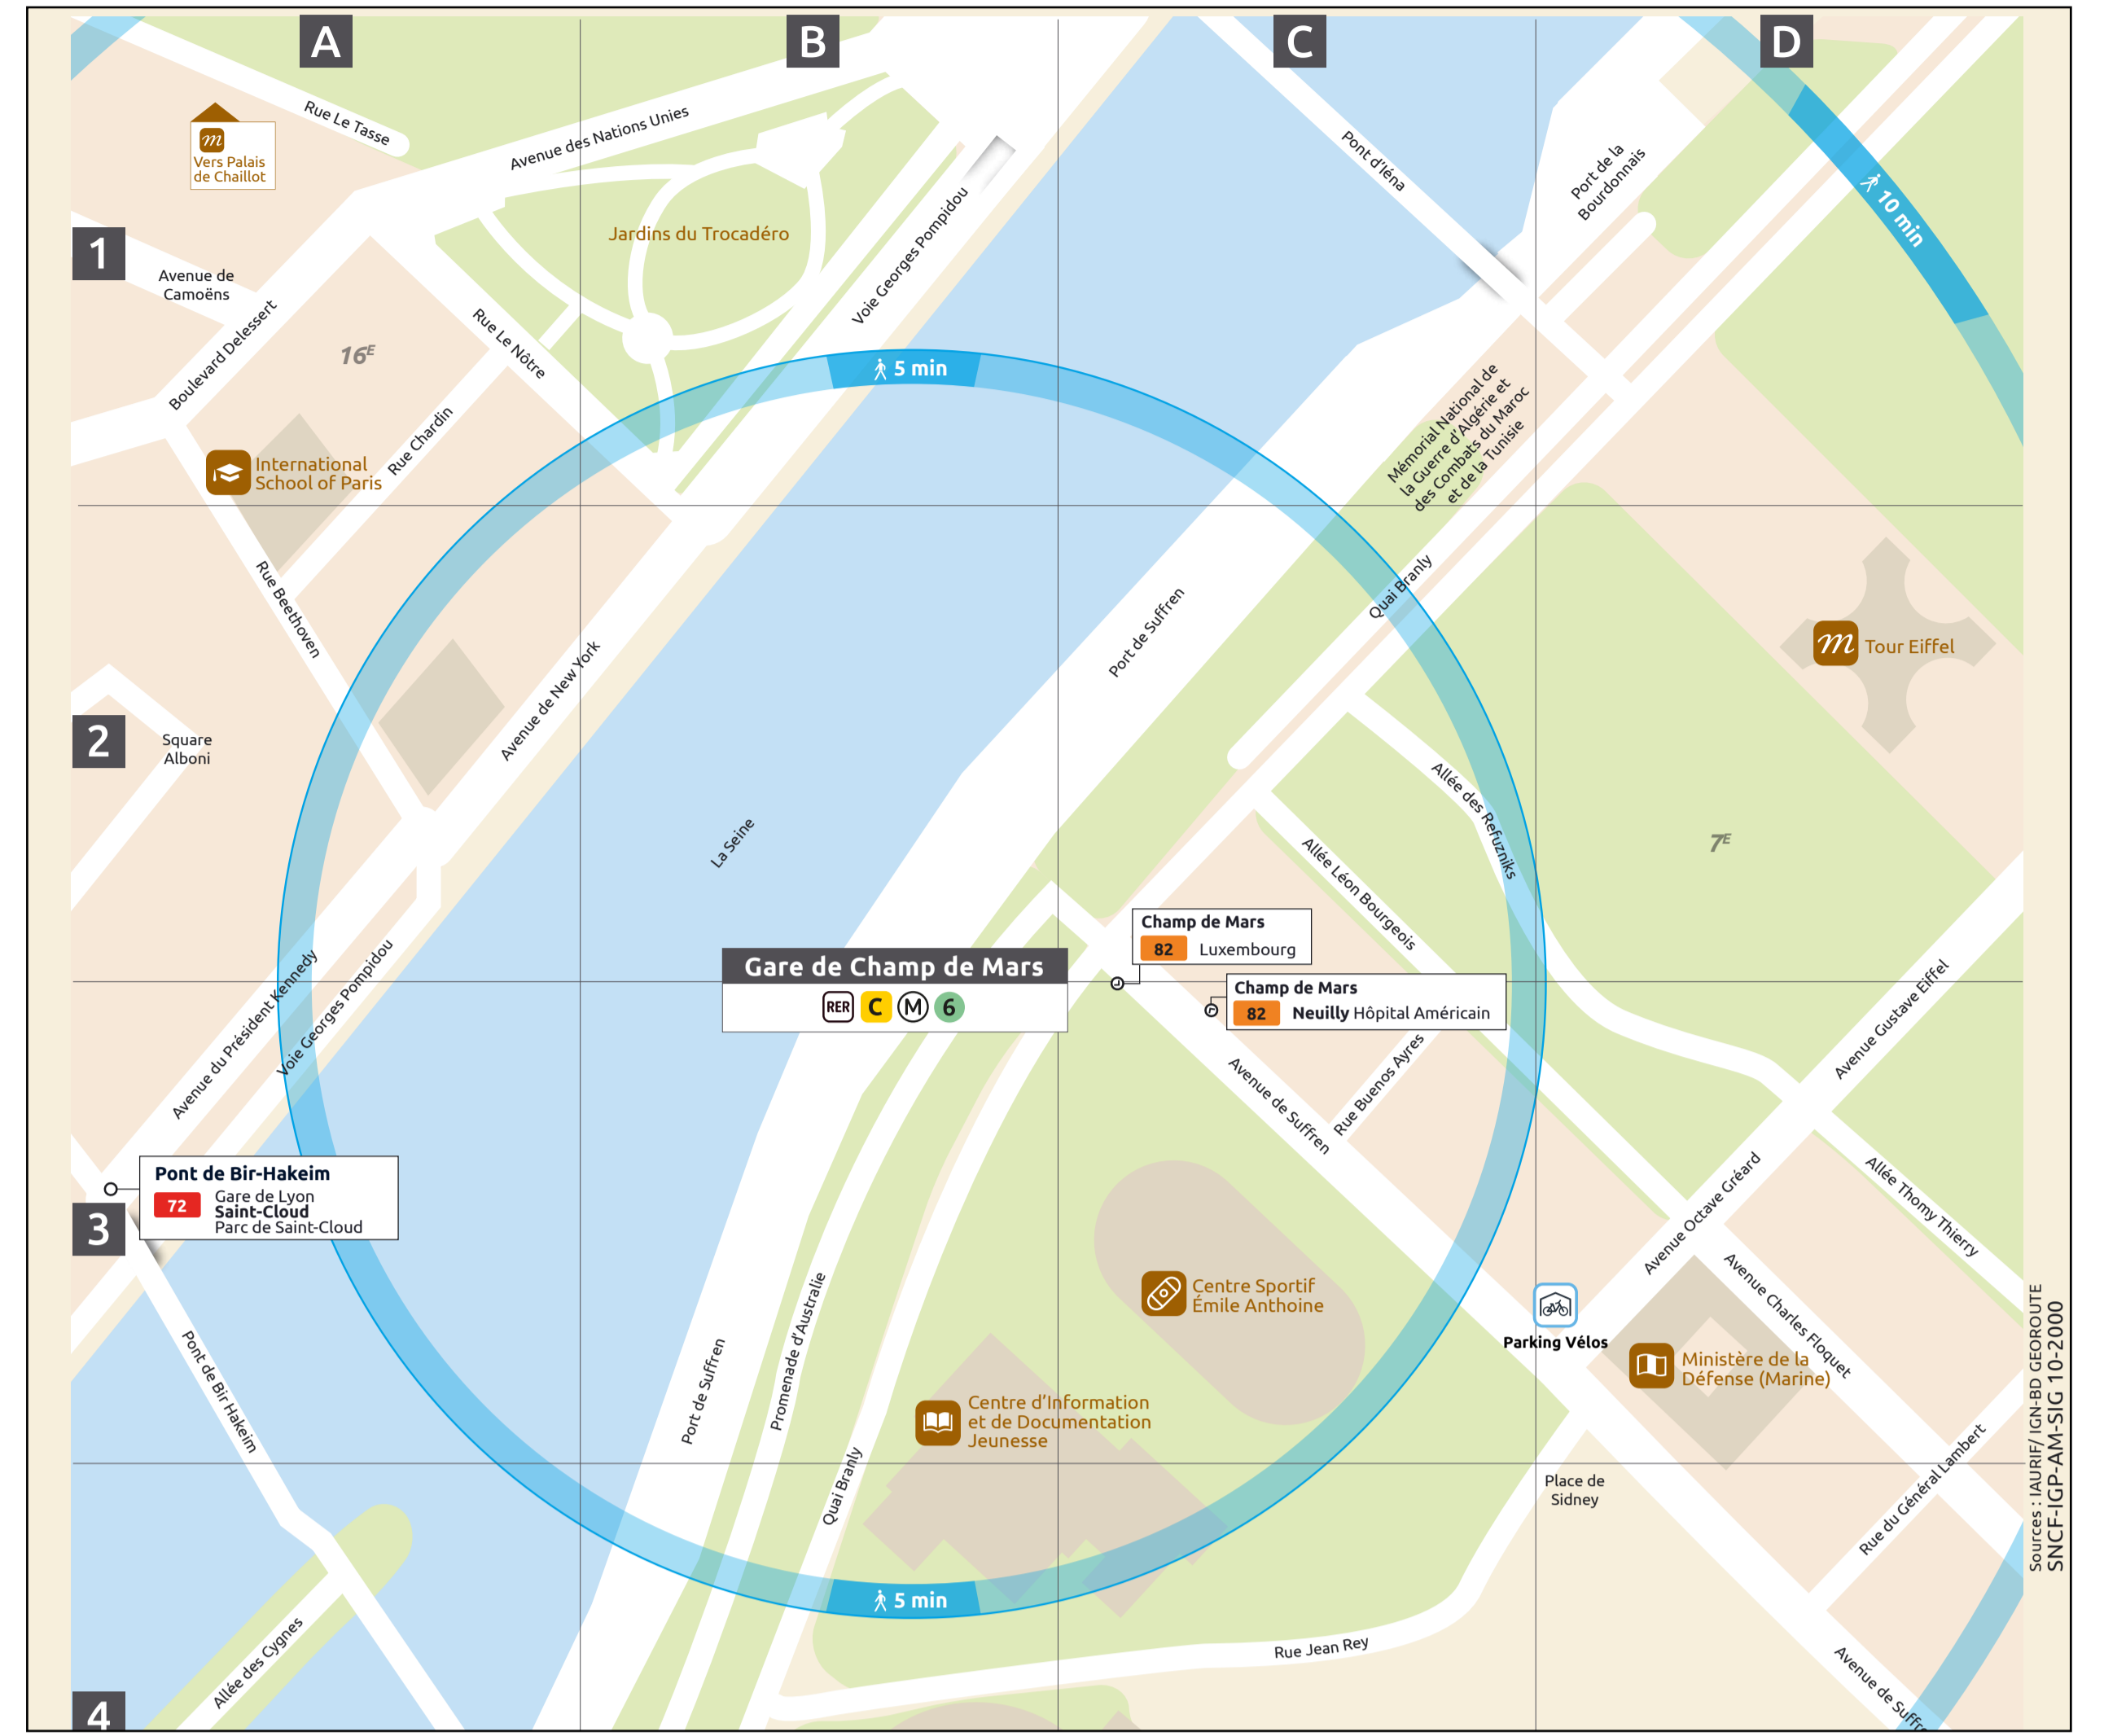 A
B
C
D
1
2
3
4
Rue Le Tasse
m
Vers Palais
de Chaillot
Avenue des Nations Unies
Jardins du Trocadéro
Voie Georges Pompidou
Pont d'Iéna
Port de la
Bourdonnais
10 min
Avenue de
Camoëns
Boulevard Delessert
16E
Rue Le Nôtre
Rue Chardin
International
School of Paris
5 min
Mémorial National de
la Guerre d'Algérie et
des Combats du Maroc
et de la Tunisie
Rue Beethoven
Avenue de New York
Port de Suffren
Quai Branly
m
Tour Eiffel
Square
Alboni
La Seine
Allée des Refuzniks
7E
Allée Léon Bourgeois
Champ de Mars
82 Luxembourg
Gare de Champ de Mars
RER C M 6
Champ de Mars
82 Neuilly Hôpital Américain
Avenue du Président Kennedy
Voie Georges Pompidou
Avenue Gustave Eiffel
Avenue de Suffren
Rue Buenos Ayres
Pont de Bir-Hakeim
72
Gare de Lyon
Saint-Cloud
Parc de Saint-Cloud
Avenue Octave Gréard
Allée Thomy Thierry
Centre Sportif
Émile Anthoine
Parking Vélos
Avenue Charles Floquet
Ministère de la
Défense (Marine)
Pont de Bir Hakeim
Port de Suffren
Promenade d'Australie
Centre d'Information
et de Documentation
Jeunesse
Quai Branly
Place de
Sidney
Rue du Général Lambert
5 min
Rue Jean Rey
Allée des Cygnes
Avenue de Suffre
Sources : IAURIF/ IGN-BD GEOROUTE
SNCF-IGP-AM-SIG 10-2000